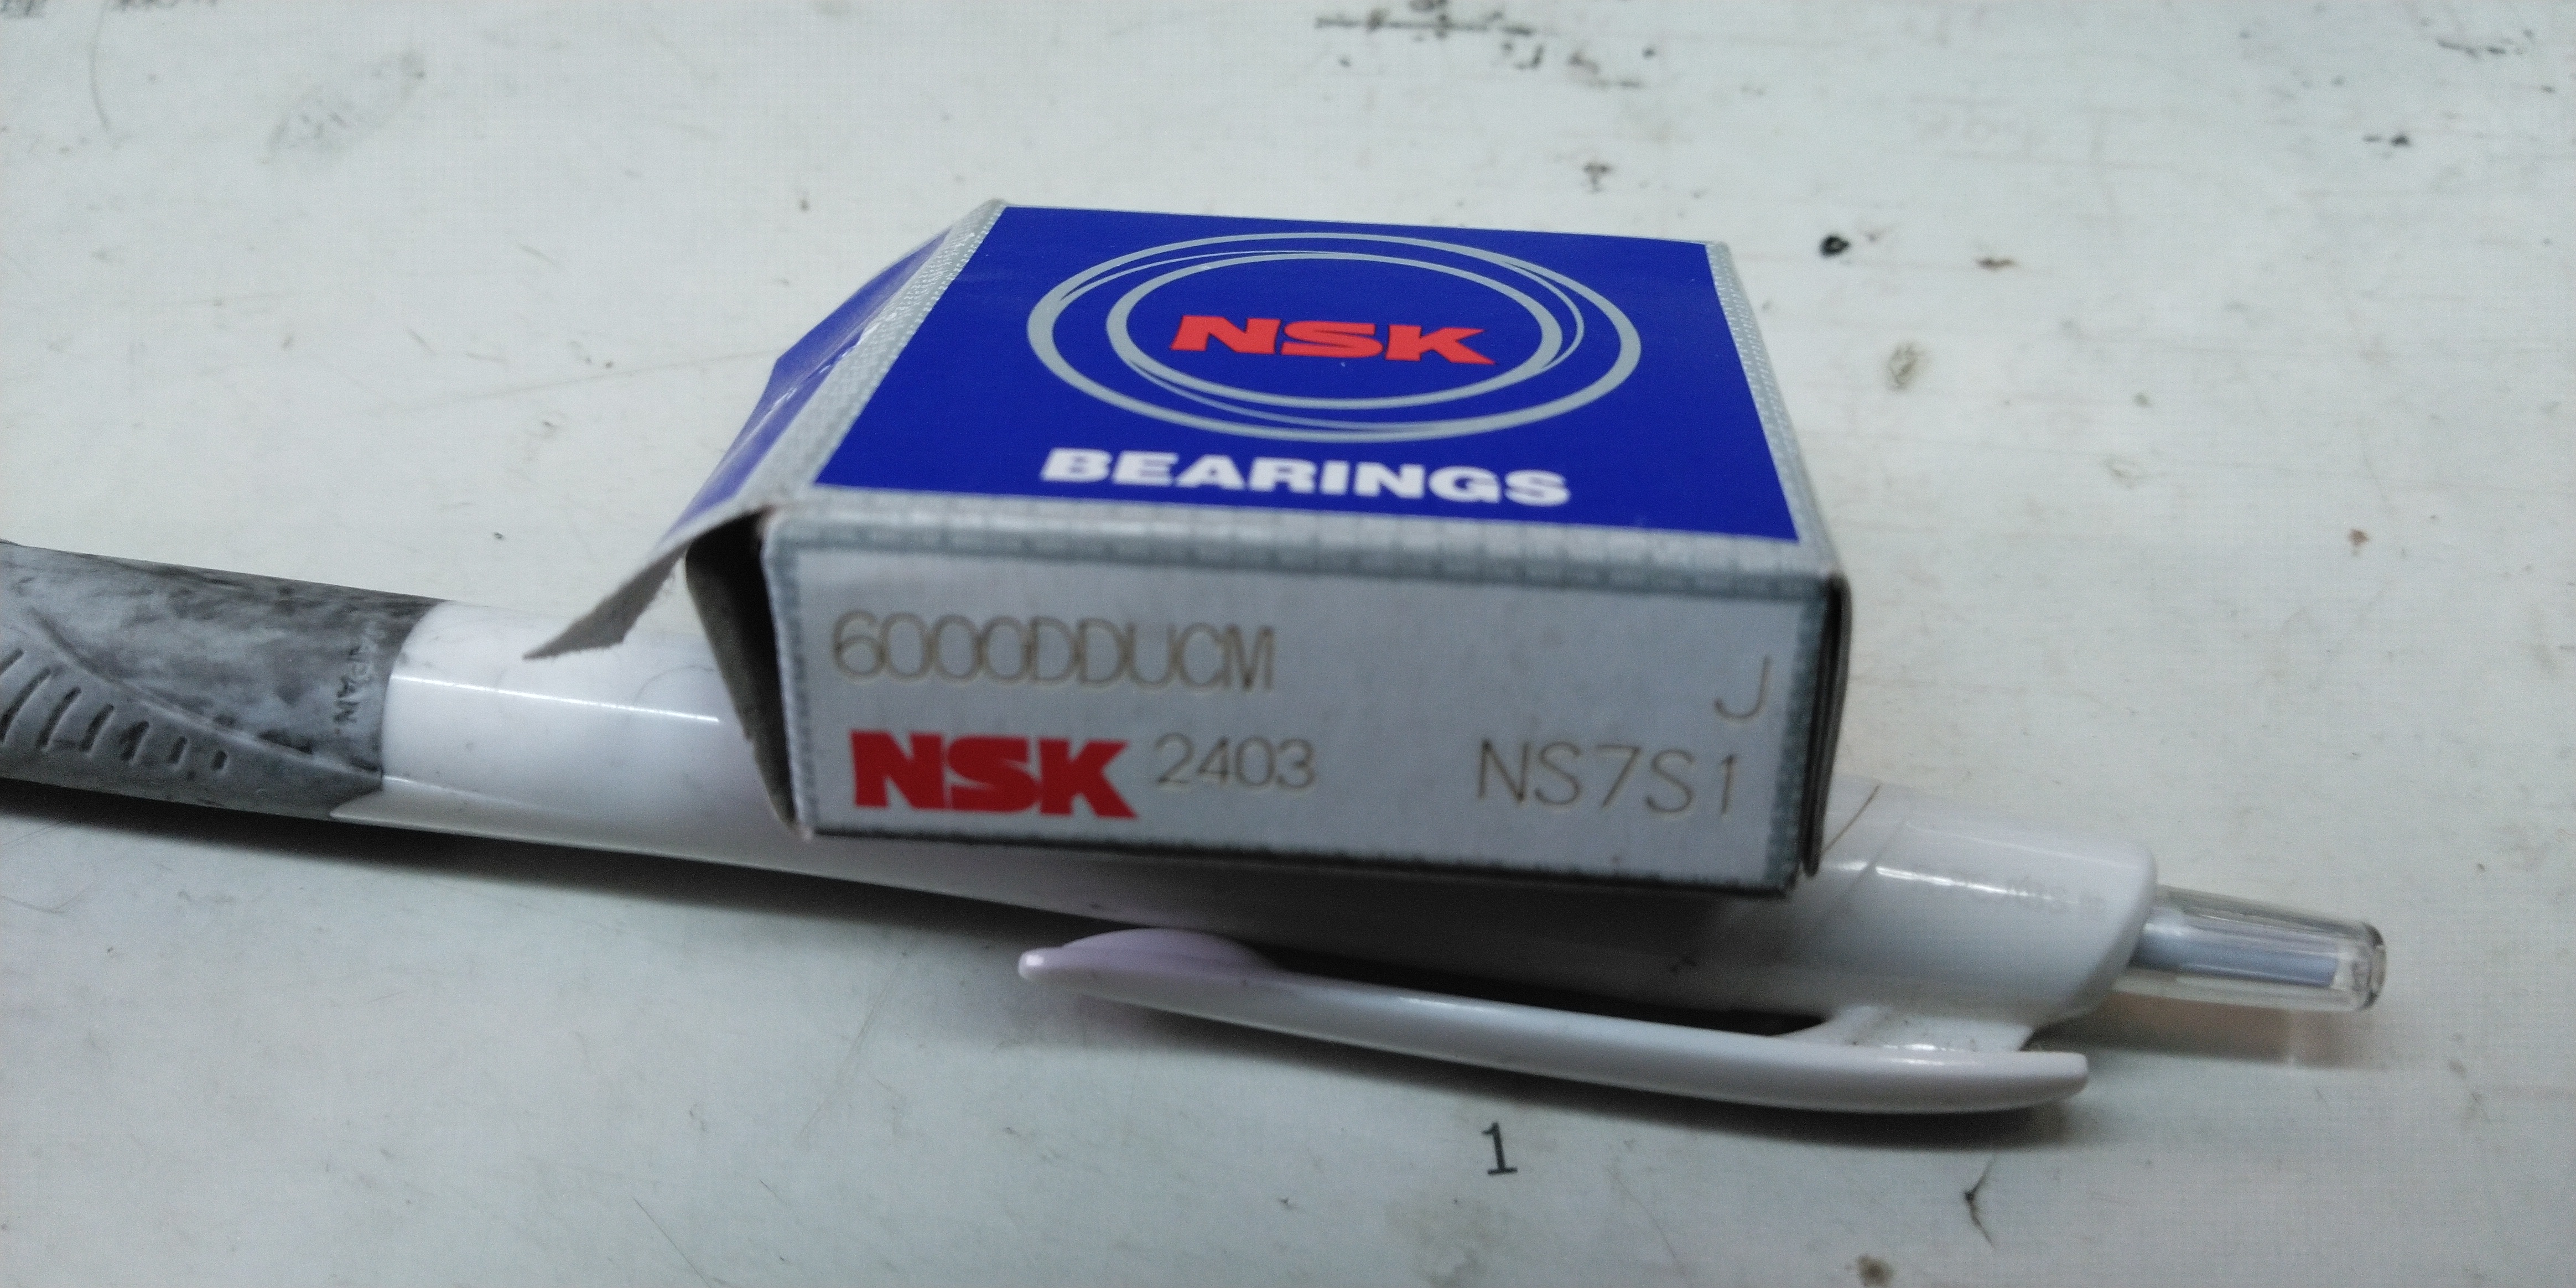 NSK
BEARINGS
6000DDUCM
J
NSK 2403 NS7S1
1